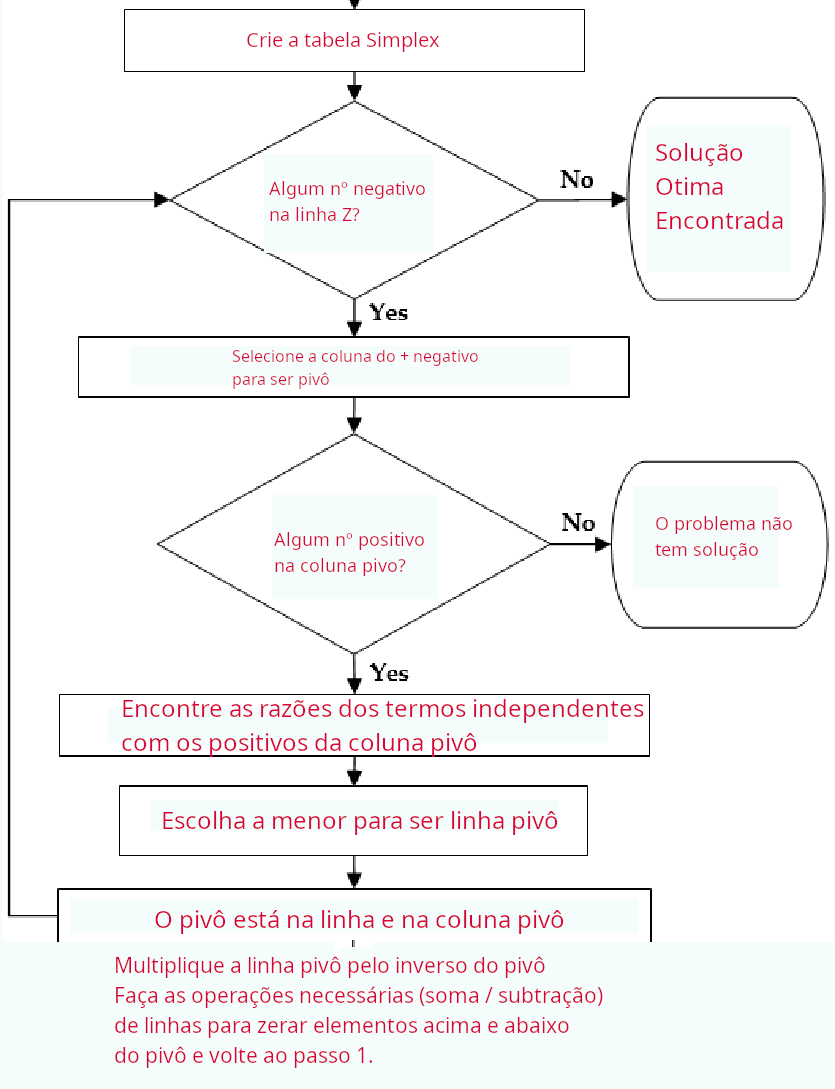 Crie a tabela Simplex
Algum nº negativo
na linha Z?
No
Solução
Otima
Encontrada
Yes
Selecione a coluna do + negativo
para ser pivô
Algum nº positivo
na coluna pivo?
No
O problema não
tem solução
Yes
Encontre as razões dos termos independentes
com os positivos da coluna pivô
Escolha a menor para ser linha pivô
O pivô está na linha e na coluna pivô
Multiplique a linha pivô pelo inverso do pivô
Faça as operações necessárias (soma / subtração)
de linhas para zerar elementos acima e abaixo
do pivô e volte ao passo 1.